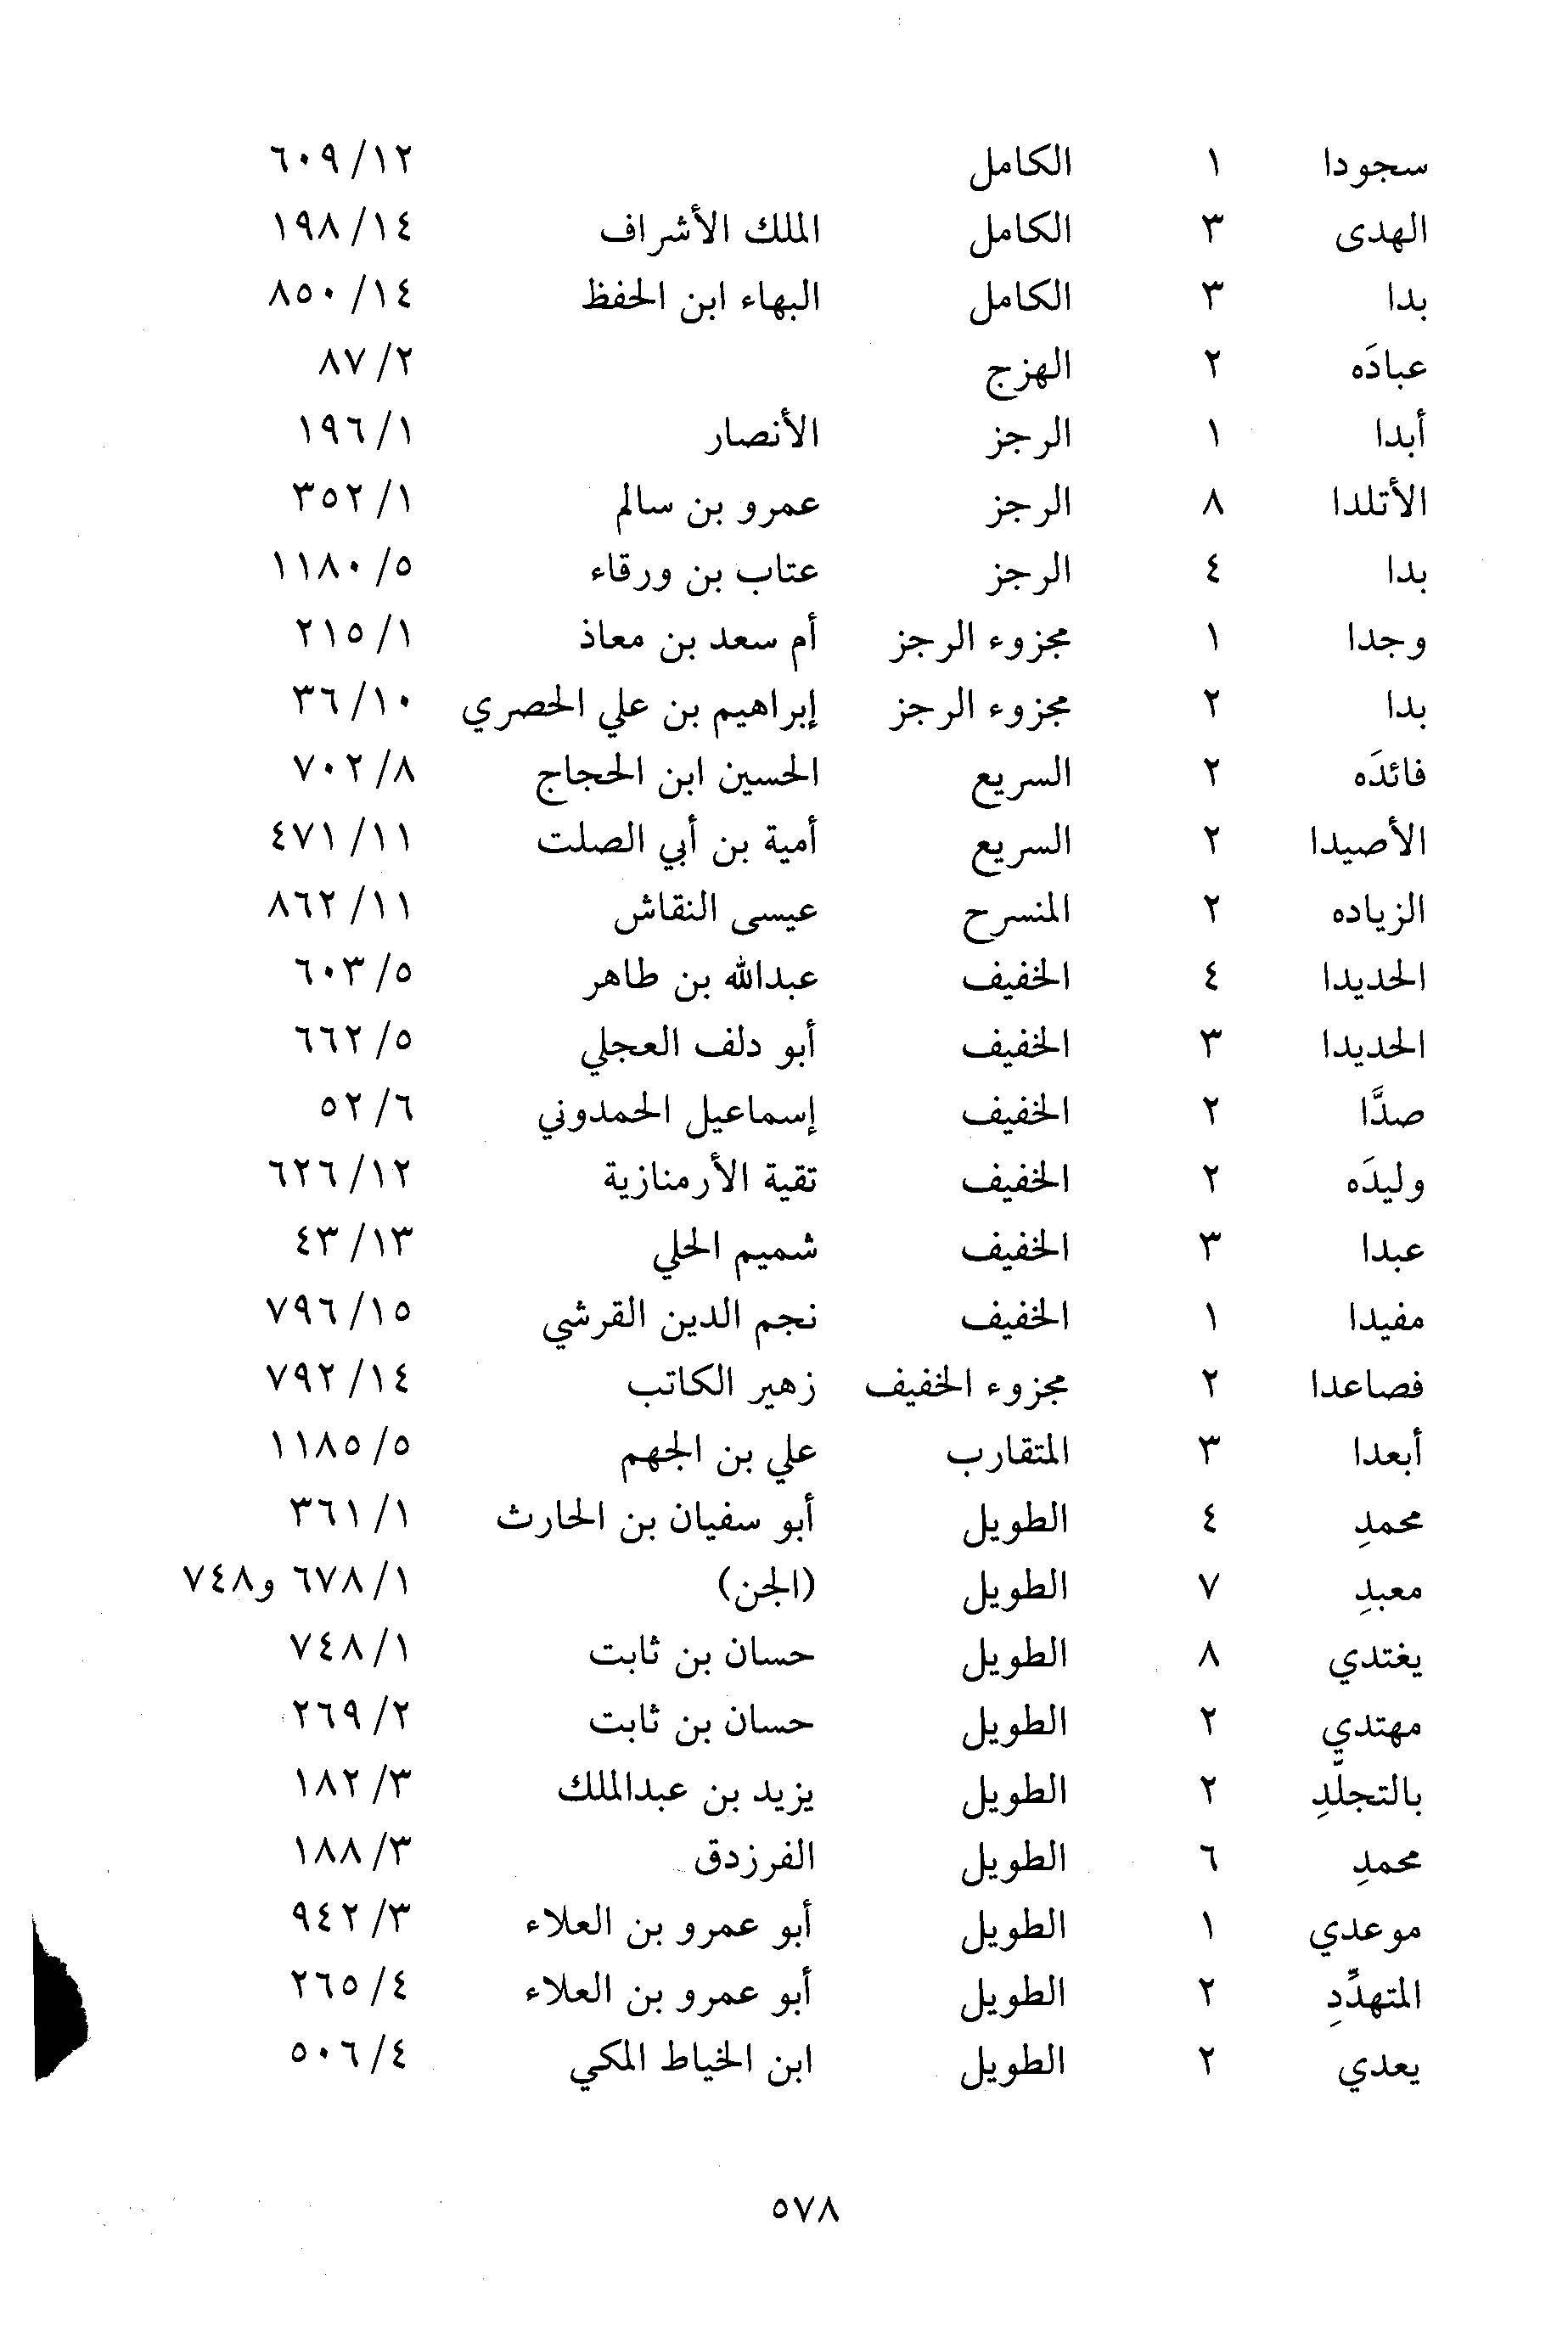 سجودا ١ الكامل ١٢/ ٦٠٩
الهدى ٣ الكامل الملك الأشراف ١٤/ ١٩٨
بدا ٣ الكامل البهاء ابن الحفظ ١٤/ ٨٥٠
عبادَه ٢ الهزج ٢/ ٨٧
أبدا ١ الرجز الأنصار ١/ ١٩٦
الأتلدا ٨ الرجز عمرو بن سالم ١/ ٣٥٢
بدا ٤ الرجز عتاب بن ورقاء ٥/ ١١٨٠
وجدا ١ مجزوء الرجز أم سعد بن معاذ ١/ ٢١٥
بدا ٢ مجزوء الرجز إبراهيم بن علي الحصري ١٠/ ٣٦
فائدَه ٢ السريع الحسين ابن الحجاج ٨/ ٧٠٢
الأصيدا ٢ السريع أمية بن أبي الصلت ١١/ ٤٧١
الزياده ٢ المنسرح عيسى النقاش ١١/ ٨٦٢
الحديدا ٤ الخفيف عبدالله بن طاهر ٥/ ٦٠٣
الحديدا ٣ الخفيف أبو دلف العجلي ٥/ ٦٦٢
صدَّا ٢ الخفيف إسماعيل الحمدوني ٦/ ٥٢
وليدَه ٢ الخفيف تقية الأرمنازية ١٢/ ٦٢٦
عبدا ٣ الخفيف شميم الحلي ١٣/ ٤٣
مفيدا ١ الخفيف نجم الدين القرشي ١٥/ ٧٩٦
فصاعدا ٢ مجزوء الخفيف زهير الكاتب ١٤/ ٧٩٢
أبعدا ٣ المتقارب علي بن الجهم ٥/ ١١٨٥
محمدِ ٤ الطويل أبو سفيان بن الحارث ١/ ٣٦١
معبدِ ٧ الطويل (الجن) ١/ ٦٧٨ و٧٤٨
يغتدي ٨ الطويل حسان بن ثابت ١/ ٧٤٨
مهتدي ٢ الطويل حسان بن ثابت ٢/ ٢٦٩
بالتجلّدِ ٢ الطويل يزيد بن عبدالملك ٣/ ١٨٢
محمدِ ٦ الطويل الفرزدق ٣/ ١٨٨
موعدي ١ الطويل أبو عمرو بن العلاء ٣/ ٩٤٢
المتهدِّدِ ٢ الطويل أبو عمرو بن العلاء ٤/ ٢٦٥
يعدي ٢ الطويل ابن الخياط المكي ٤/ ٥٠٦
٥٧٨